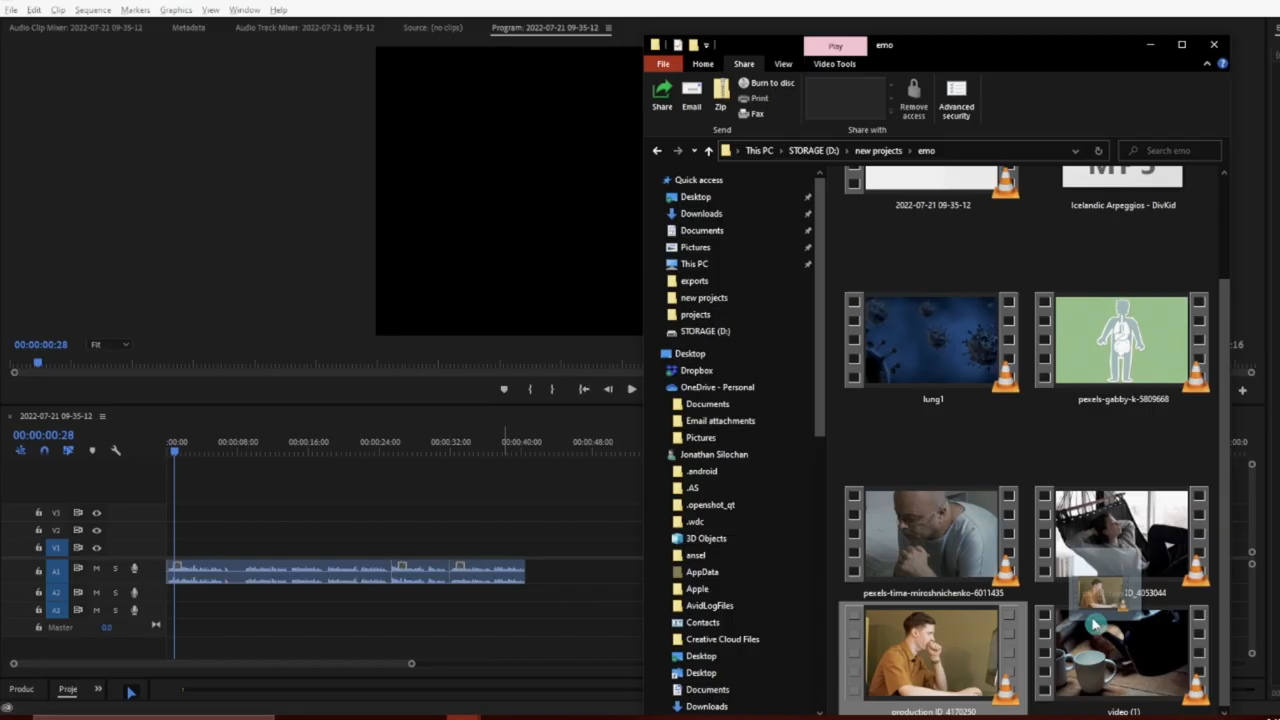 File Edit Clip Sequence Markers Graphics View Window Help
Audio Clip Mixer: 2022-07-21 09-35-12 Metadata Audio Track Mixer: 2022-07-21 09-35-12 Source: (no clips) Program: 2022-07-21 09-35-12
Play emo
File Home Share View Video Tools
Share Email Zip Burn to disc Print Fax
Remove access Advanced security
Send Share with
This PC STORAGE (D:) new projects emo Search emo
Quick access
Desktop
Downloads
Documents
Pictures
This PC
exports
new projects
projects
STORAGE (D:)
Desktop
Dropbox
OneDrive - Personal
Documents
Email attachments
Pictures
Jonathan Silochan
.android
.AS
.openshot_qt
.wdc
3D Objects
ansel
AppData
Apple
AvidLogFiles
Contacts
Creative Cloud Files
Desktop
Desktop
Documents
Downloads
2022-07-21 09-35-12 Icelandic Arpeggios - DivKid
lung1 pexels-gabby-k-5809668
pexels-tima-miroshnichenko-6011435 ID_4053044
production ID_4170250 video (1)
00:00:00:28 Fit :16
2022-07-21 09-35-12
00:00:00:28
:00:00 00:00:08:00 00:00:16:00 00:00:24:00 00:00:32:00 00:00:40:00 00:00:48:00 :00:0
V3
V2
V1
A1 M S
A2 M S
A3 M S
Master 0.0
Produc Proje